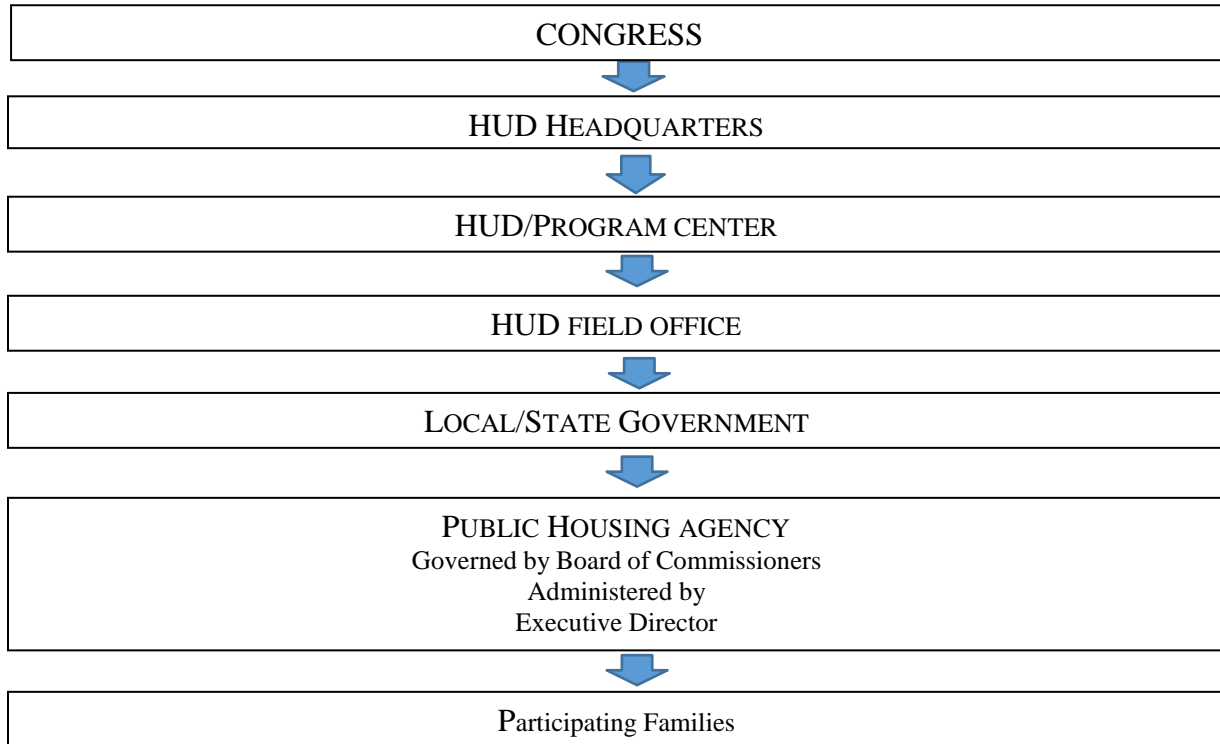 CONGRESS
HUD HEADQUARTERS
HUD/PROGRAM CENTER
HUD FIELD OFFICE
LOCAL/STATE GOVERNMENT
PUBLIC HOUSING AGENCY
Governed by Board of Commissioners
Administered by
Executive Director
Participating Families